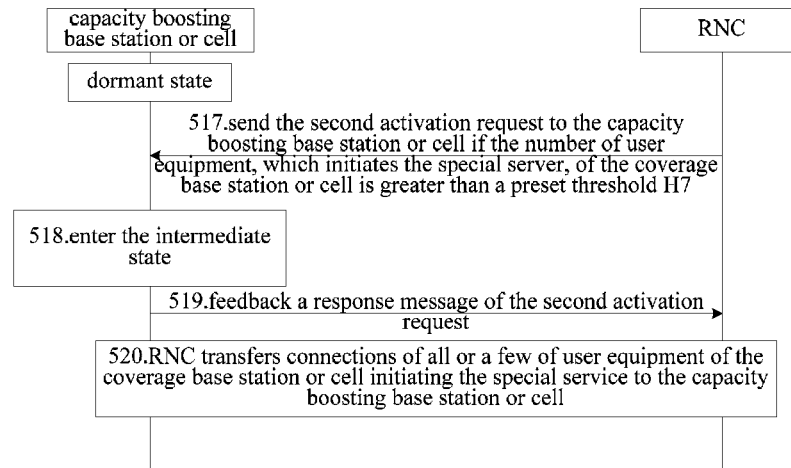 capacity boosting
base station or cell
RNC
dormant state
517.send the second activation request to the capacity
boosting base station or cell if the number of user
equipment, which initiates the special server, of the coverage
base station or cell is greater than a preset threshold H7
518.enter the intermediate
state
519.feedback a response message of the second activation
request
520.RNC transfers connections of all or a few of user equipment of the
coverage base station or cell initiating the special service to the capacity
boosting base station or cell